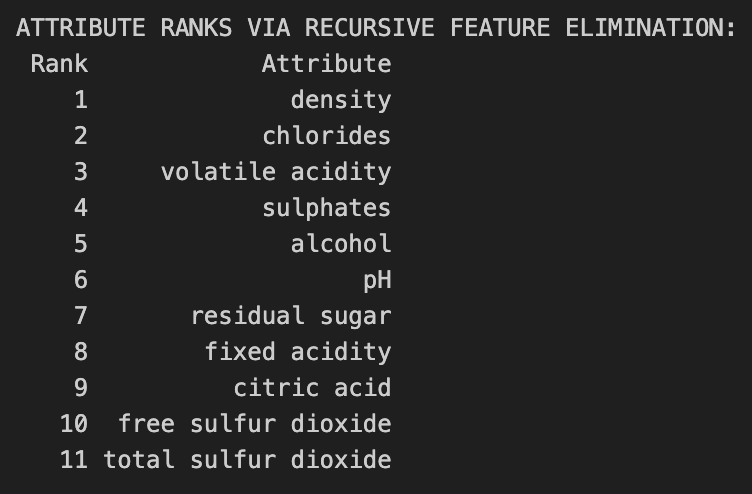 ATTRIBUTE RANKS VIA RECURSIVE FEATURE ELIMINATION:
Rank Attribute
1 density
2 chlorides
3 volatile acidity
4 sulphates
5 alcohol
6 pH
7 residual sugar
8 fixed acidity
9 citric acid
10 free sulfur dioxide
11 total sulfur dioxide